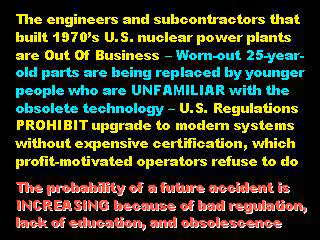 The engineers and subcontractors that
built 1970's U.S. nuclear power plants
are Out Of Business – Worn-out 25-year-
old parts are being replaced by younger
people who are UNFAMILIAR with the
obsolete technology – U.S. Regulations
PROHIBIT upgrade to modern systems
without expensive certification, which
profit-motivated operators refuse to do
The probability of a future accident is
INCREASING because of bad regulation,
lack of education, and obsolescence